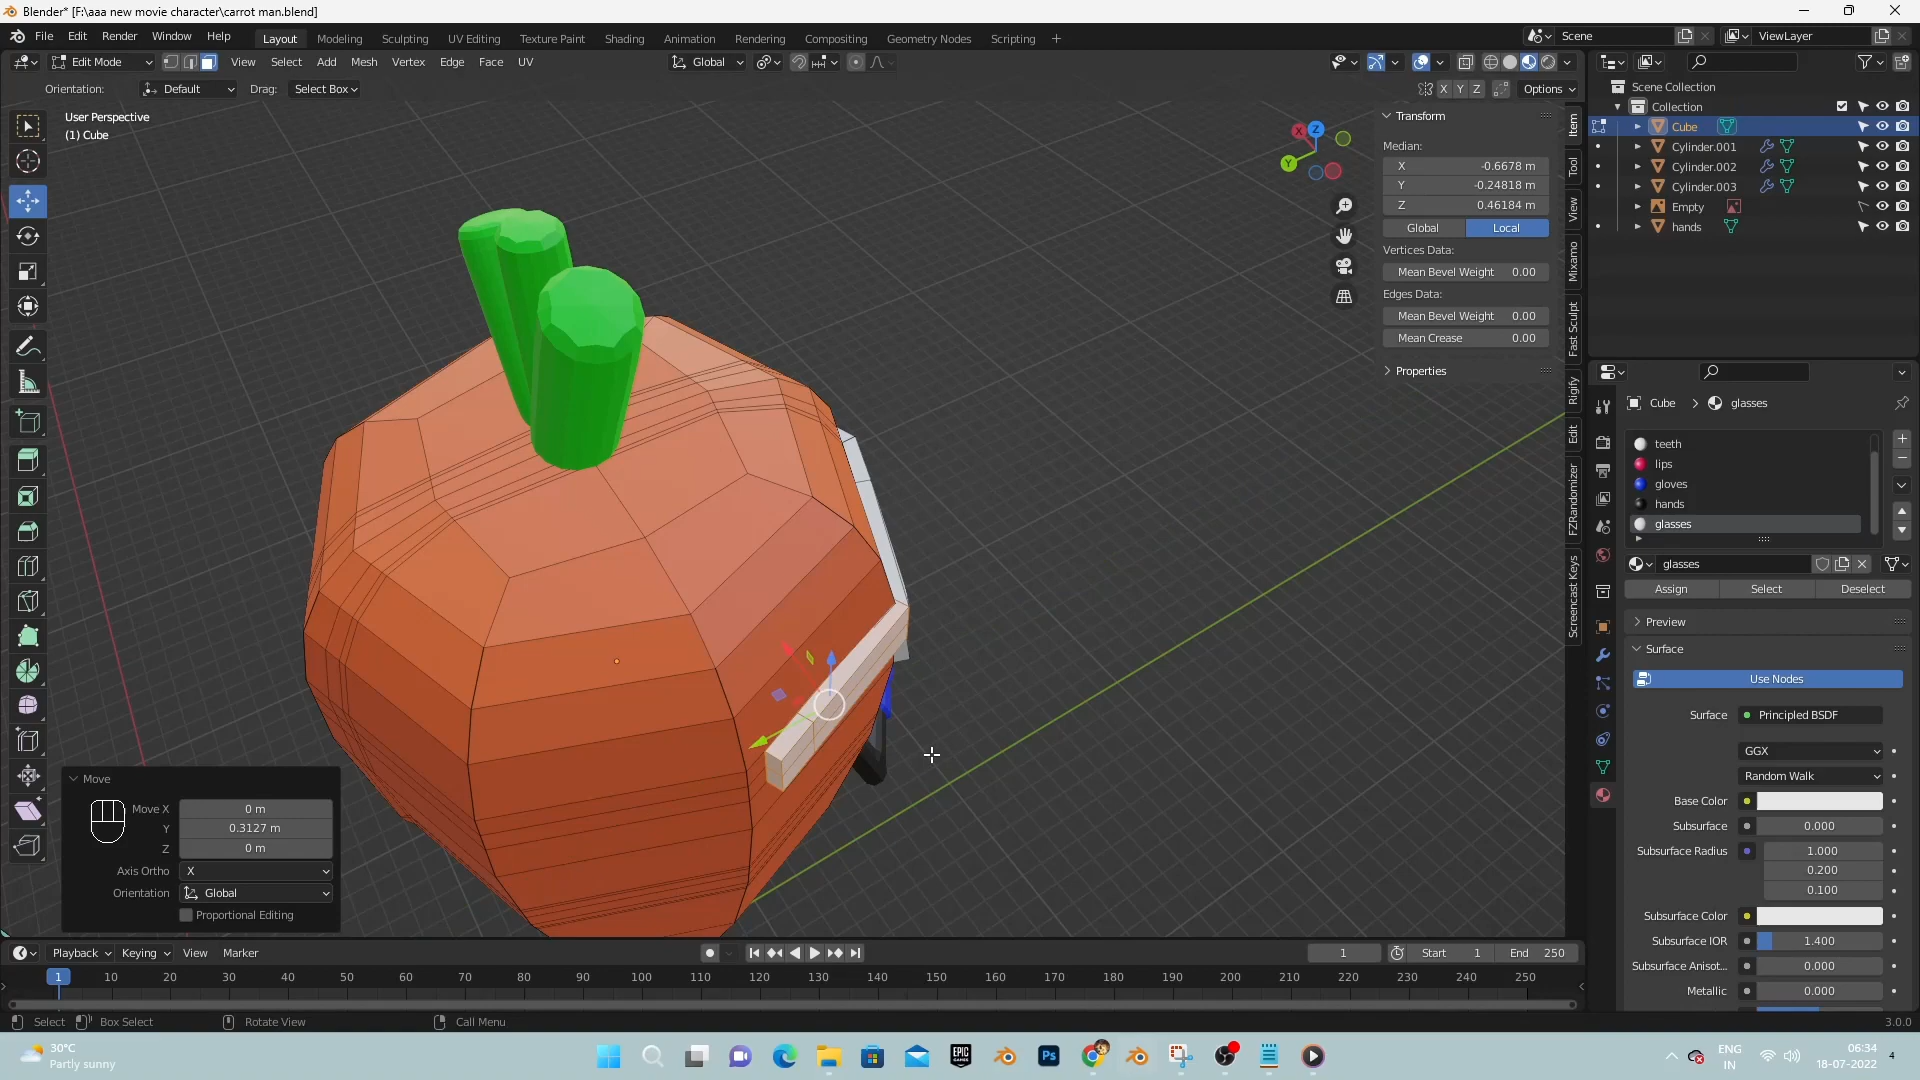 Blender* [F:\aaa new movie character\carrot man.blend]
File Edit Render Window Help
Layout Modeling Sculpting UV Editing Texture Paint Shading Animation Rendering Compositing Geometry Nodes Scripting +
Scene
ViewLayer
Edit Mode
View Select Add Mesh Vertex Edge Face UV
Global
Orientation: Default Drag: Select Box
X Y Z Options
User Perspective
(1) Cube
X Z Y
Transform
Median:
X -0.6678 m
Y -0.24818 m
Z 0.46184 m
Global Local
Vertices Data:
Mean Bevel Weight 0.00
Edges Data:
Mean Bevel Weight 0.00
Mean Crease 0.00
Properties
Item
Tool
View
Mixamo
Fast Sculpt
Rigify
Edit
FZRandomizer
Screencast Keys
Scene Collection
Collection
Cube
Cylinder.001
Cylinder.002
Cylinder.003
Empty
hands
Cube glasses
teeth
lips
gloves
hands
glasses
glasses
Assign Select Deselect
Preview
Surface
Use Nodes
Surface Principled BSDF
GGX
Random Walk
Base Color
Subsurface 0.000
Subsurface Radius 1.000
0.200
0.100
Subsurface Color
Subsurface IOR 1.400
Subsurface Anisot... 0.000
Metallic 0.000
Move
Move X 0 m
Y 0.3127 m
Z 0 m
Axis Ortho X
Orientation Global
Proportional Editing
Playback Keying View Marker
1 Start 1 End 250
1 10 20 30 40 50 60 70 80 90 100 110 120 130 140 150 160 170 180 190 200 210 220 230 240 250
Select Box Select Rotate View Call Menu
3.0.0
30°C
Partly sunny
EPIC GAMES
Ps
ENG
IN
06:34
18-07-2022
4